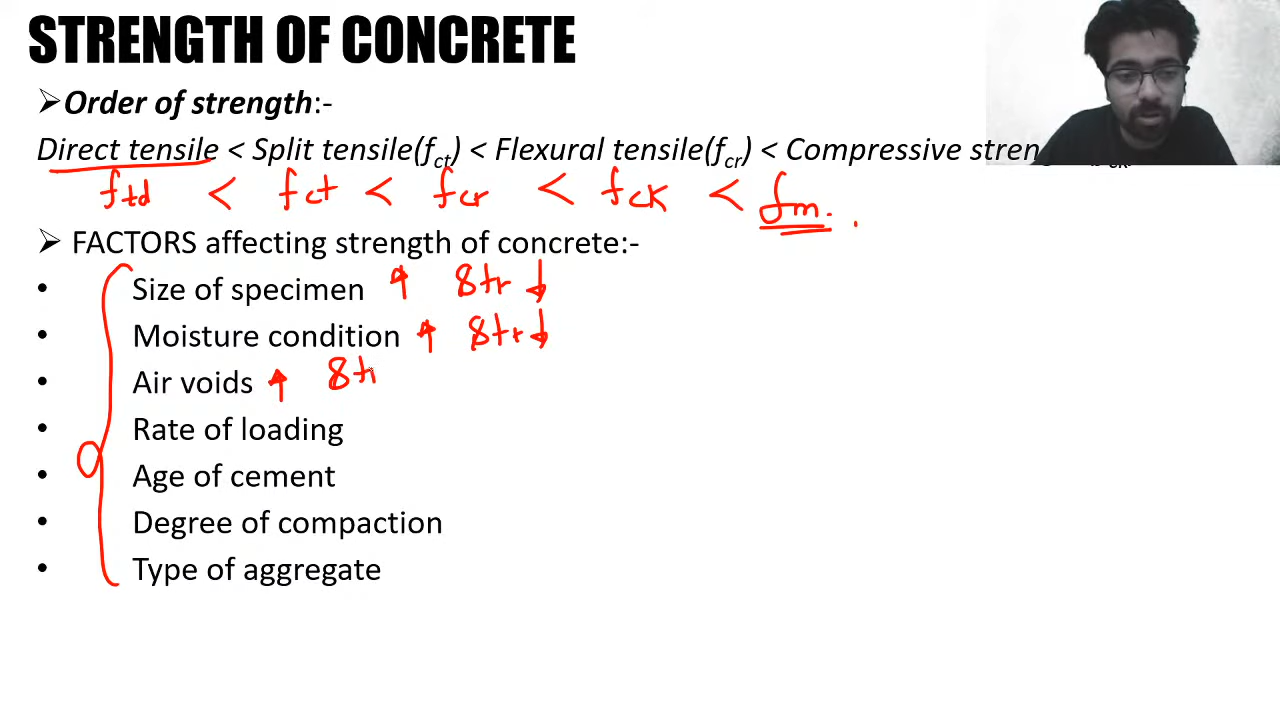 STRENGTH OF CONCRETE
➢Order of strength:-
Direct tensile < Split tensile(fct) < Flexural tensile(fcr) < Compressive
ftd < fct < fcr < fck < fm.
➢ FACTORS affecting strength of concrete:-
• Size of specimen ↑ Str ↓
• Moisture condition ↑ Str ↓
• Air voids ↑ St
• Rate of loading
• Age of cement
• Degree of compaction
• Type of aggregate